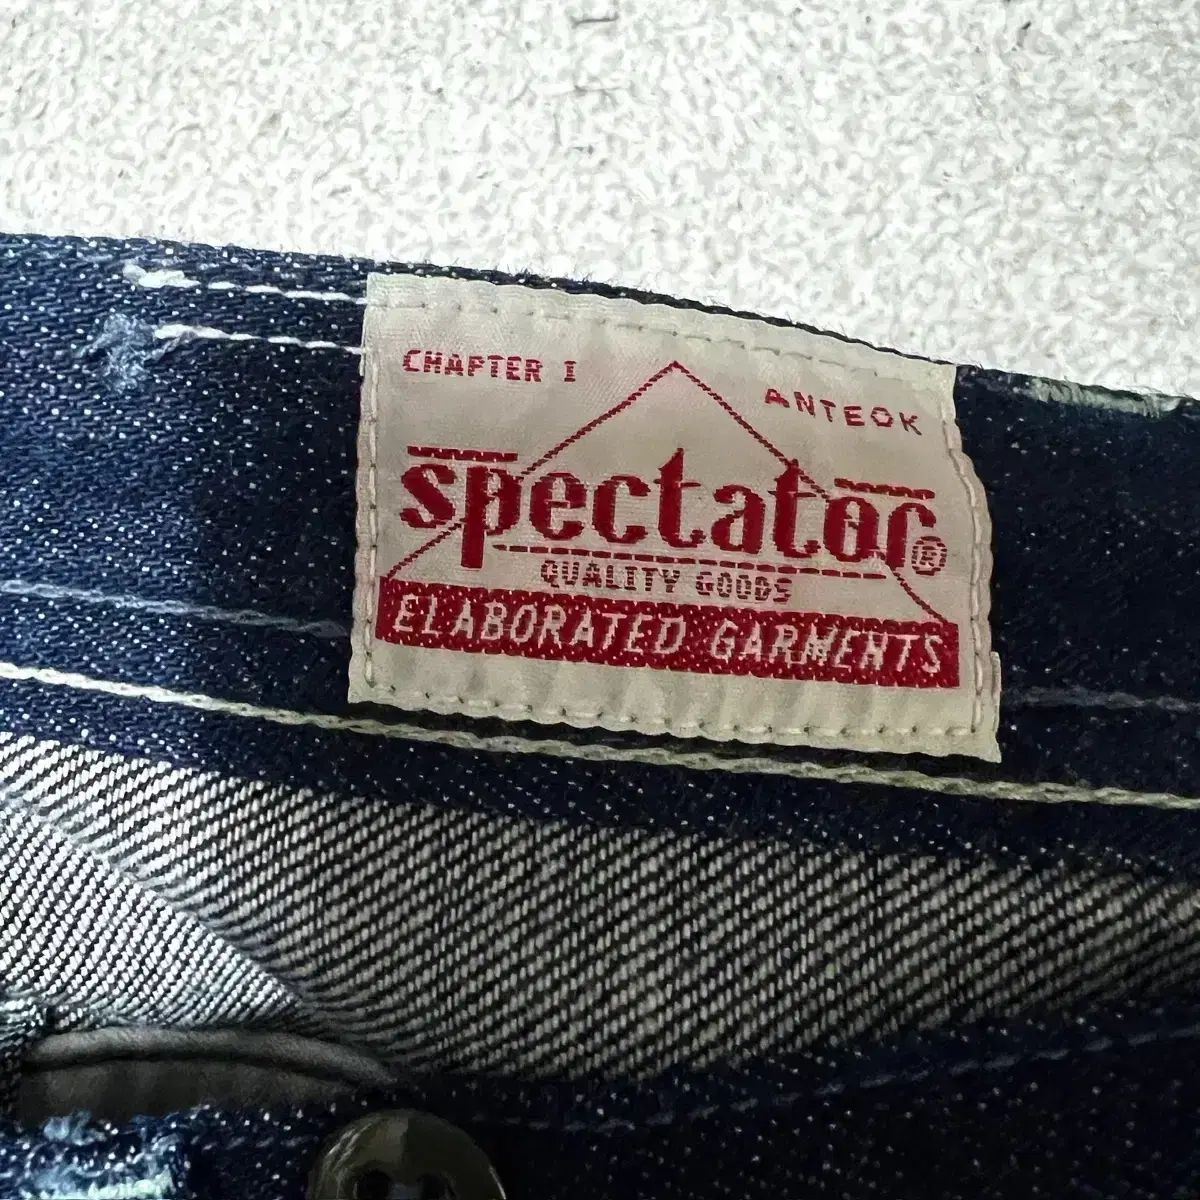 CHAPTER I
ANTEOK
spectator®
QUALITY GOODS
ELABORATED GARMENTS